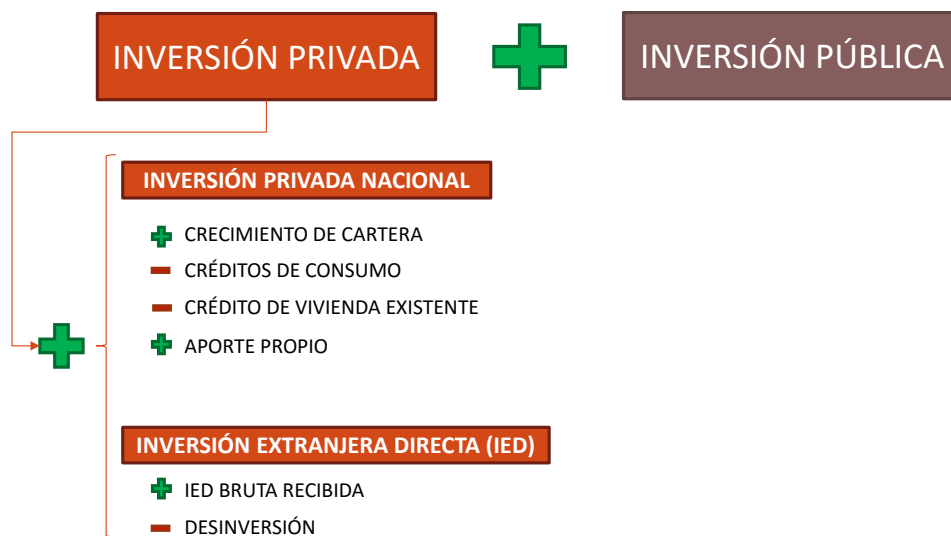 INVERSIÓN PRIVADA
INVERSIÓN PÚBLICA
INVERSIÓN PRIVADA NACIONAL
CRECIMIENTO DE CARTERA
CRÉDITOS DE CONSUMO
CRÉDITO DE VIVIENDA EXISTENTE
APORTE PROPIO
INVERSIÓN EXTRANJERA DIRECTA (IED)
IED BRUTA RECIBIDA
DESINVERSIÓN